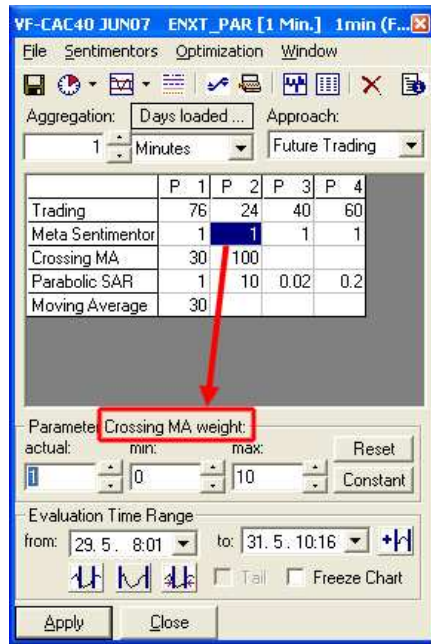 VF-CAC40 JUN07 ENXT_PAR [1 Min.] 1min (F...
File Sentimentors Optimization Window
Aggregation: Days loaded ... Approach:
1 Minutes Future Trading
P 1 P 2 P 3 P 4
Trading 76 24 40 60
Meta Sentimentor 1 1 1 1
Crossing MA 30 100
Parabolic SAR 1 10 0.02 0.2
Moving Average 30
Parameter Crossing MA weight:
actual: min: max: Reset
1 0 10 Constant
Evaluation Time Range
from: 29. 5. 8:01 to: 31. 5. 10:16
Tail Freeze Chart
Apply Close